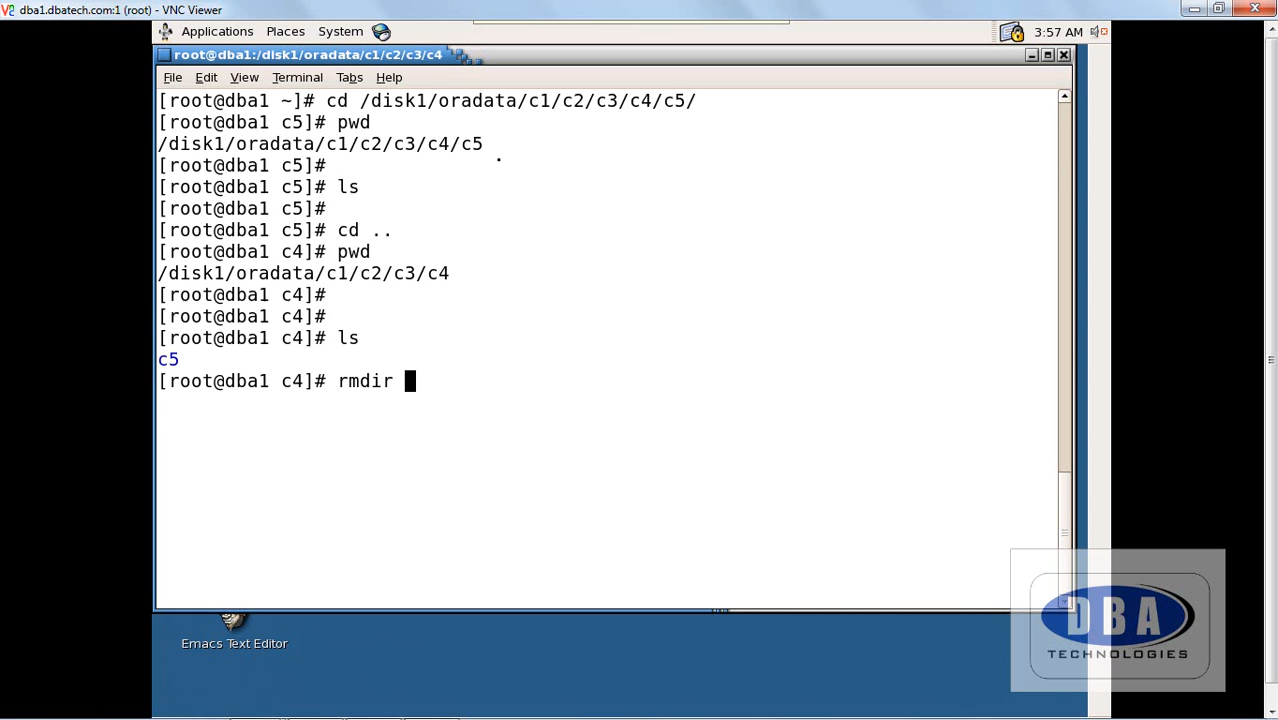 dba1.dbatech.com:1 (root) - VNC Viewer
Applications Places System 3:57 AM
root@dba1:/disk1/oradata/c1/c2/c3/c4
File Edit View Terminal Tabs Help
[root@dba1 ~]# cd /disk1/oradata/c1/c2/c3/c4/c5/
[root@dba1 c5]# pwd
/disk1/oradata/c1/c2/c3/c4/c5
[root@dba1 c5]#
[root@dba1 c5]# ls
[root@dba1 c5]#
[root@dba1 c5]# cd ..
[root@dba1 c4]# pwd
/disk1/oradata/c1/c2/c3/c4
[root@dba1 c4]#
[root@dba1 c4]#
[root@dba1 c4]# ls
c5
[root@dba1 c4]# rmdir
Emacs Text Editor
DBA
TECHNOLOGIES